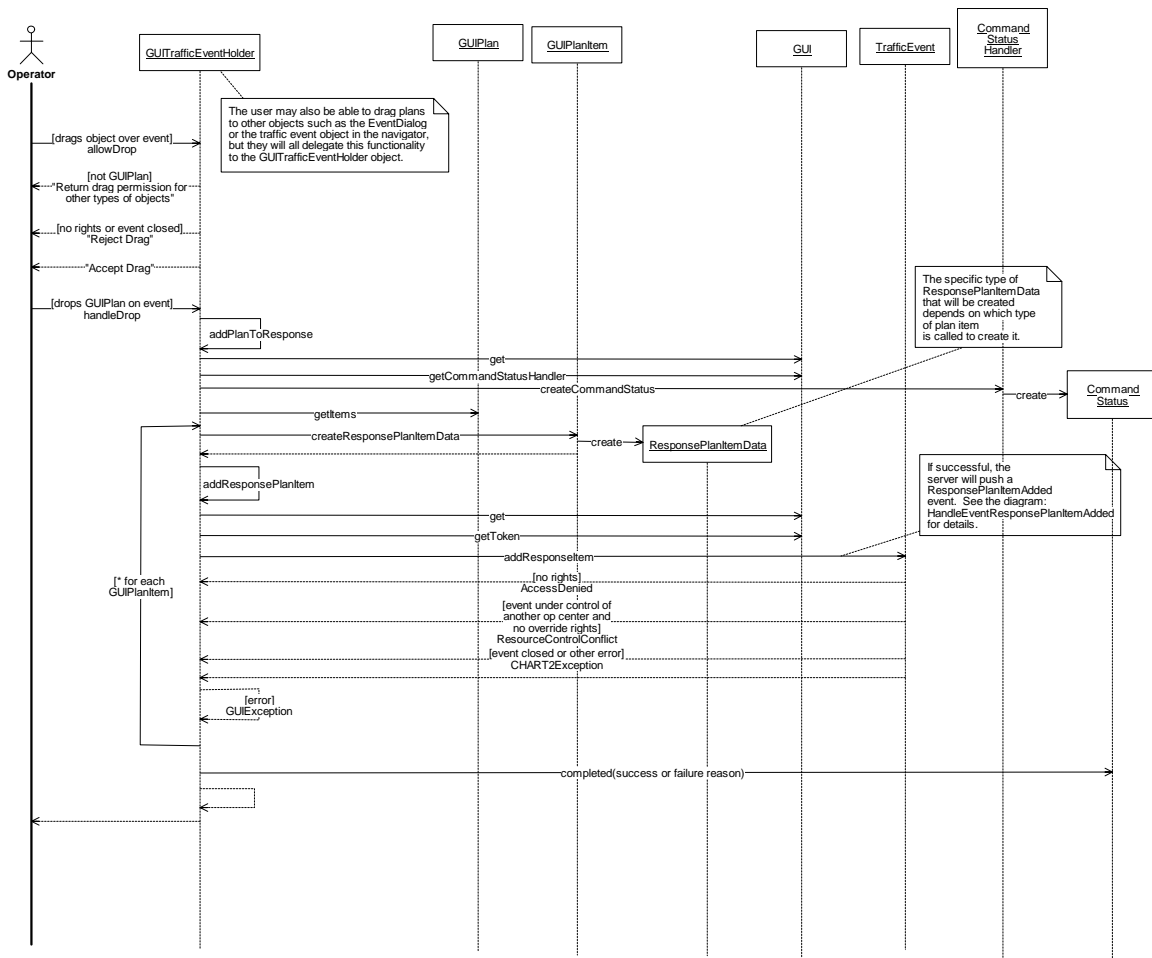 Operator
GUITrafficEventHolder
GUIPlan
GUIPlanItem
GUI
TrafficEvent
Command
Status
Handler
The user may also be able to drag plans
to other objects such as the EventDialog
or the traffic event object in the navigator,
but they will all delegate this functionality
to the GUITrafficEventHolder object.
[drags object over event]
allowDrop
[not GUIPlan]
"Return drag permission for
other types of objects"
[no rights or event closed]
"Reject Drag"
"Accept Drag"
The specific type of
ResponsePlanItemData
that will be created
depends on which type
of plan item
is called to create it.
[drops GUIPlan on event]
handleDrop
addPlanToResponse
get
getCommandStatusHandler
createCommandStatus
create
Command
Status
getItems
createResponsePlanItemData
create
ResponsePlanItemData
addResponsePlanItem
If successful, the
server will push a
ResponsePlanItemAdded
event. See the diagram:
HandleEventResponsePlanItemAdded
for details.
get
getToken
addResponseItem
[* for each
GUIPlanItem]
[no rights]
AccessDenied
[event under control of
another op center and
no override rights]
ResourceControlConflict
[event closed or other error]
CHART2Exception
[error]
GUIException
completed(success or failure reason)